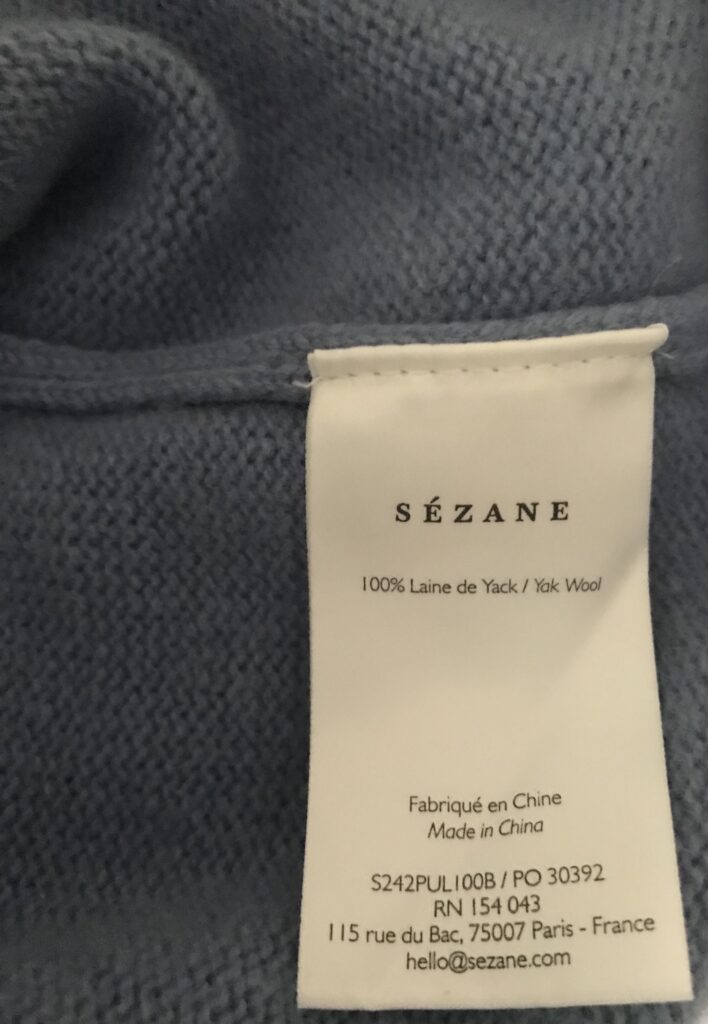 SÉZANE
100% Laine de Yack / Yak Wool
Fabriqué en Chine
Made in China
S242PUL100B / PO 30392
RN 154 043
115 rue du Bac, 75007 Paris - France
hello@sezane.com